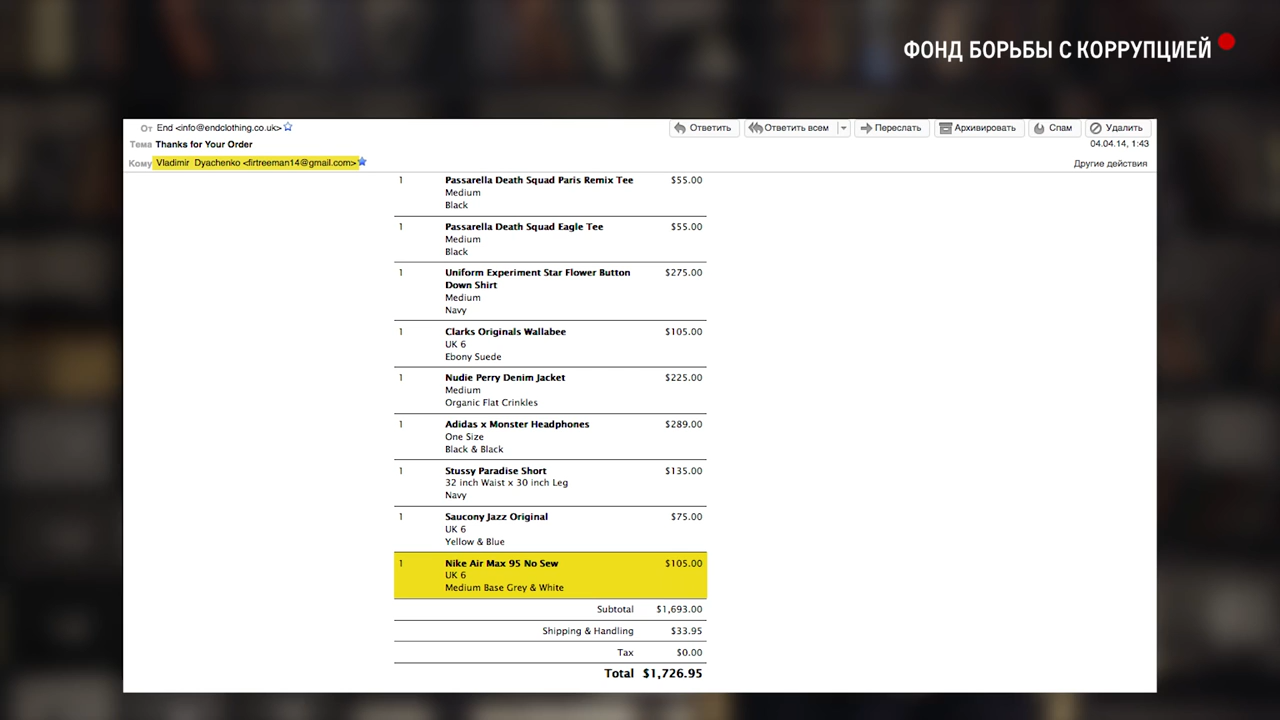 ФОНД БОРЬБЫ С КОРРУПЦИЕЙ
От End <info@endclothing.co.uk>
Ответить Ответить всем Переслать Архивировать Спам Удалить
Тема Thanks for Your Order
04.04.14, 1:43
Кому Vladimir Dyachenko <firtreeman14@gmail.com>
Другие действия
1 Passarella Death Squad Paris Remix Tee $55.00
Medium
Black
1 Passarella Death Squad Eagle Tee $55.00
Medium
Black
1 Uniform Experiment Star Flower Button $275.00
Down Shirt
Medium
Navy
1 Clarks Originals Wallabee $105.00
UK 6
Ebony Suede
1 Nudie Perry Denim Jacket $225.00
Medium
Organic Flat Crinkles
1 Adidas x Monster Headphones $289.00
One Size
Black & Black
1 Stussy Paradise Short $135.00
32 inch Waist x 30 inch Leg
Navy
1 Saucony Jazz Original $75.00
UK 6
Yellow & Blue
1 Nike Air Max 95 No Sew $105.00
UK 6
Medium Base Grey & White
Subtotal $1,693.00
Shipping & Handling $33.95
Tax $0.00
Total $1,726.95